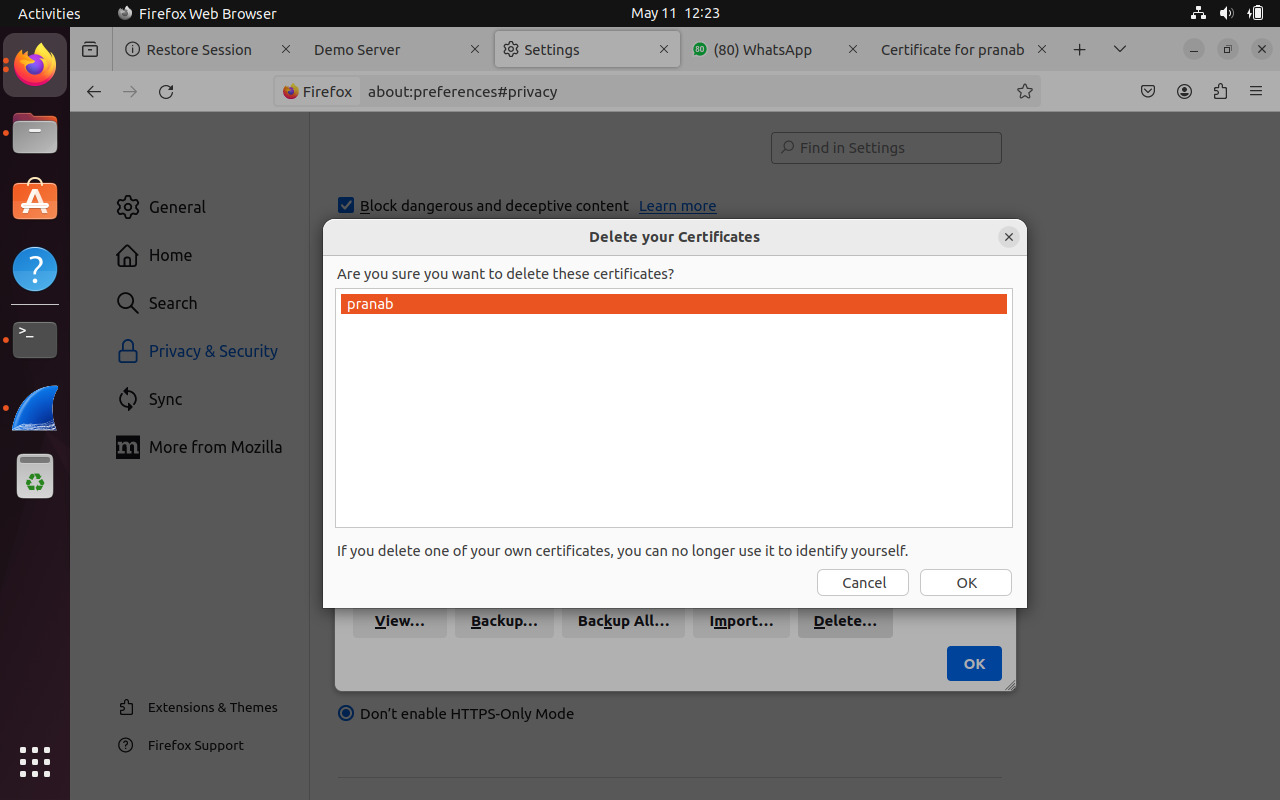 Activities Firefox Web Browser May 11 12:23
Restore Session Demo Server Settings 80 (80) WhatsApp Certificate for pranab
Firefox about:preferences#privacy
Find in Settings
General
Home
Search
Privacy & Security
Sync
m More from Mozilla
Extensions & Themes
Firefox Support
Block dangerous and deceptive content Learn more
Delete your Certificates
Are you sure you want to delete these certificates?
pranab
If you delete one of your own certificates, you can no longer use it to identify yourself.
Cancel OK
View... Backup... Backup All... Import... Delete...
OK
Don't enable HTTPS-Only Mode